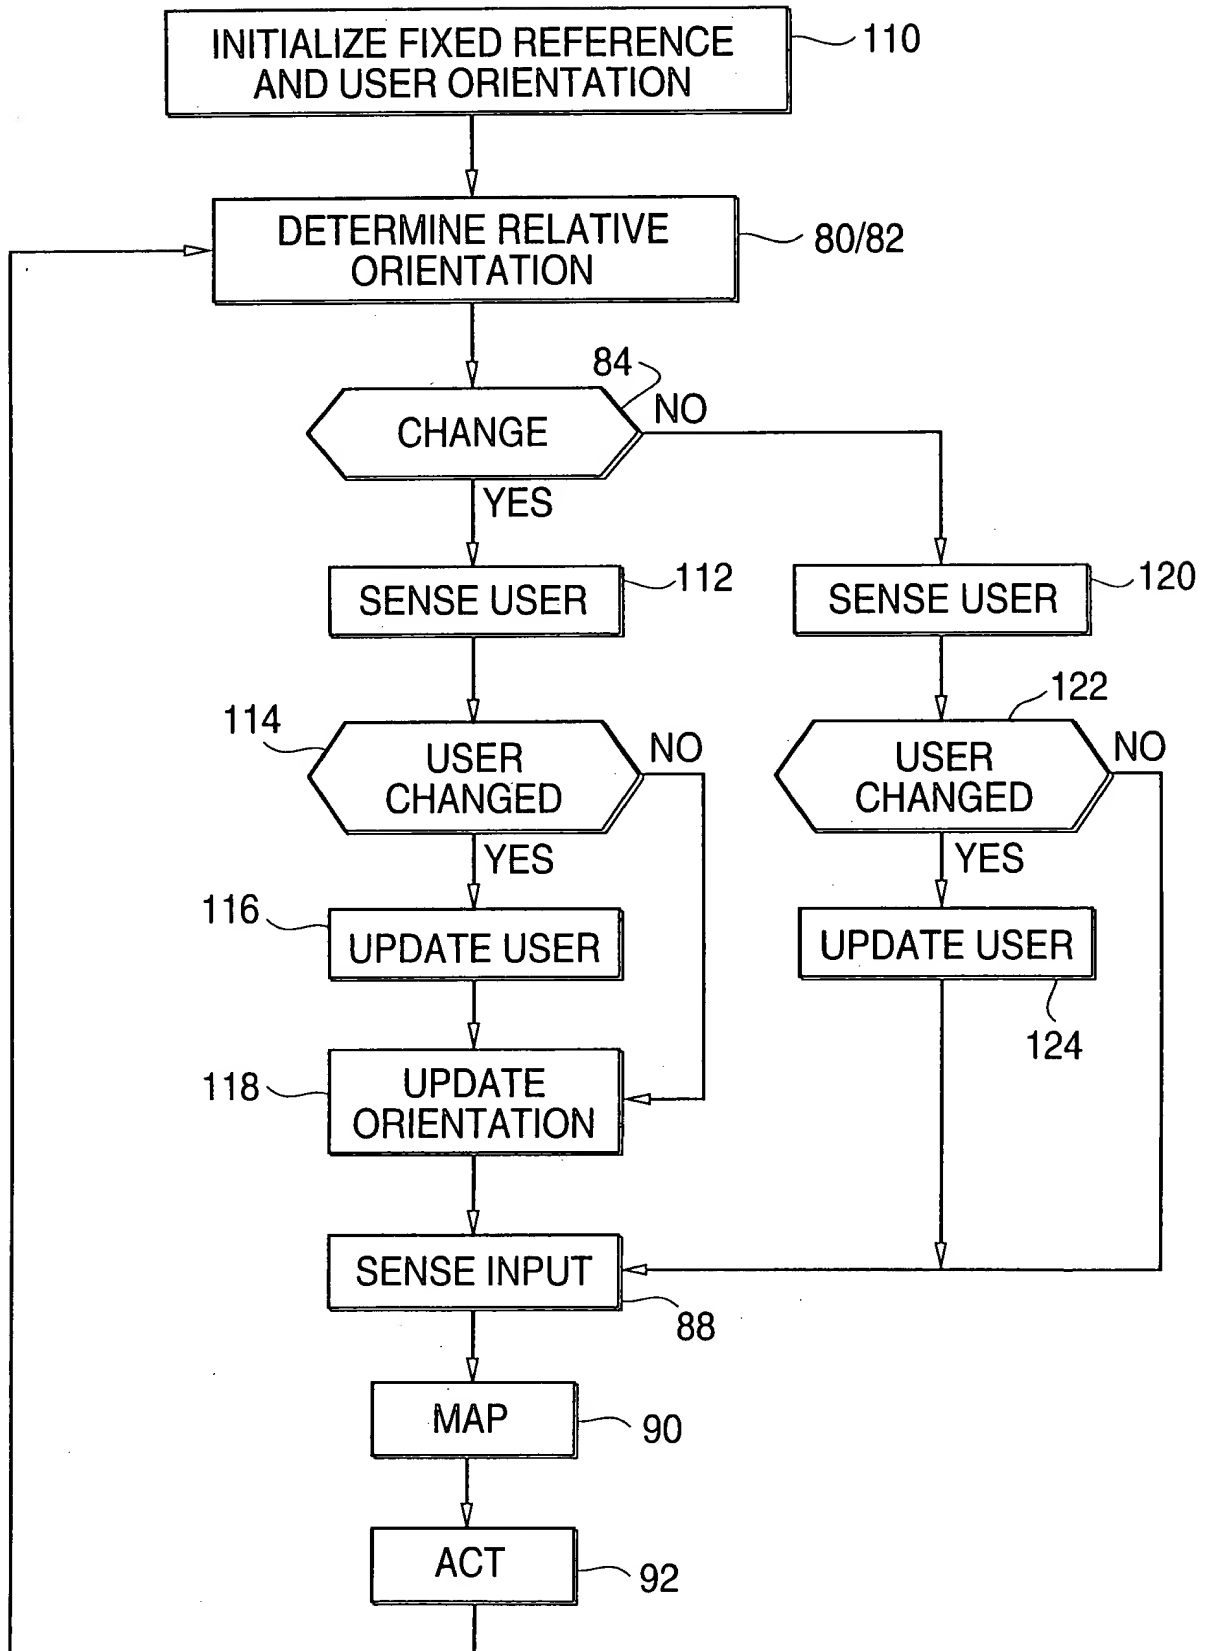 INITIALIZE FIXED REFERENCE
AND USER ORIENTATION
110
DETERMINE RELATIVE
ORIENTATION
80/82
84
CHANGE
NO
YES
SENSE USER
112
SENSE USER
120
114
USER
CHANGED
NO
YES
122
USER
CHANGED
NO
YES
116
UPDATE USER
UPDATE USER
124
118
UPDATE
ORIENTATION
SENSE INPUT
88
MAP
90
ACT
92